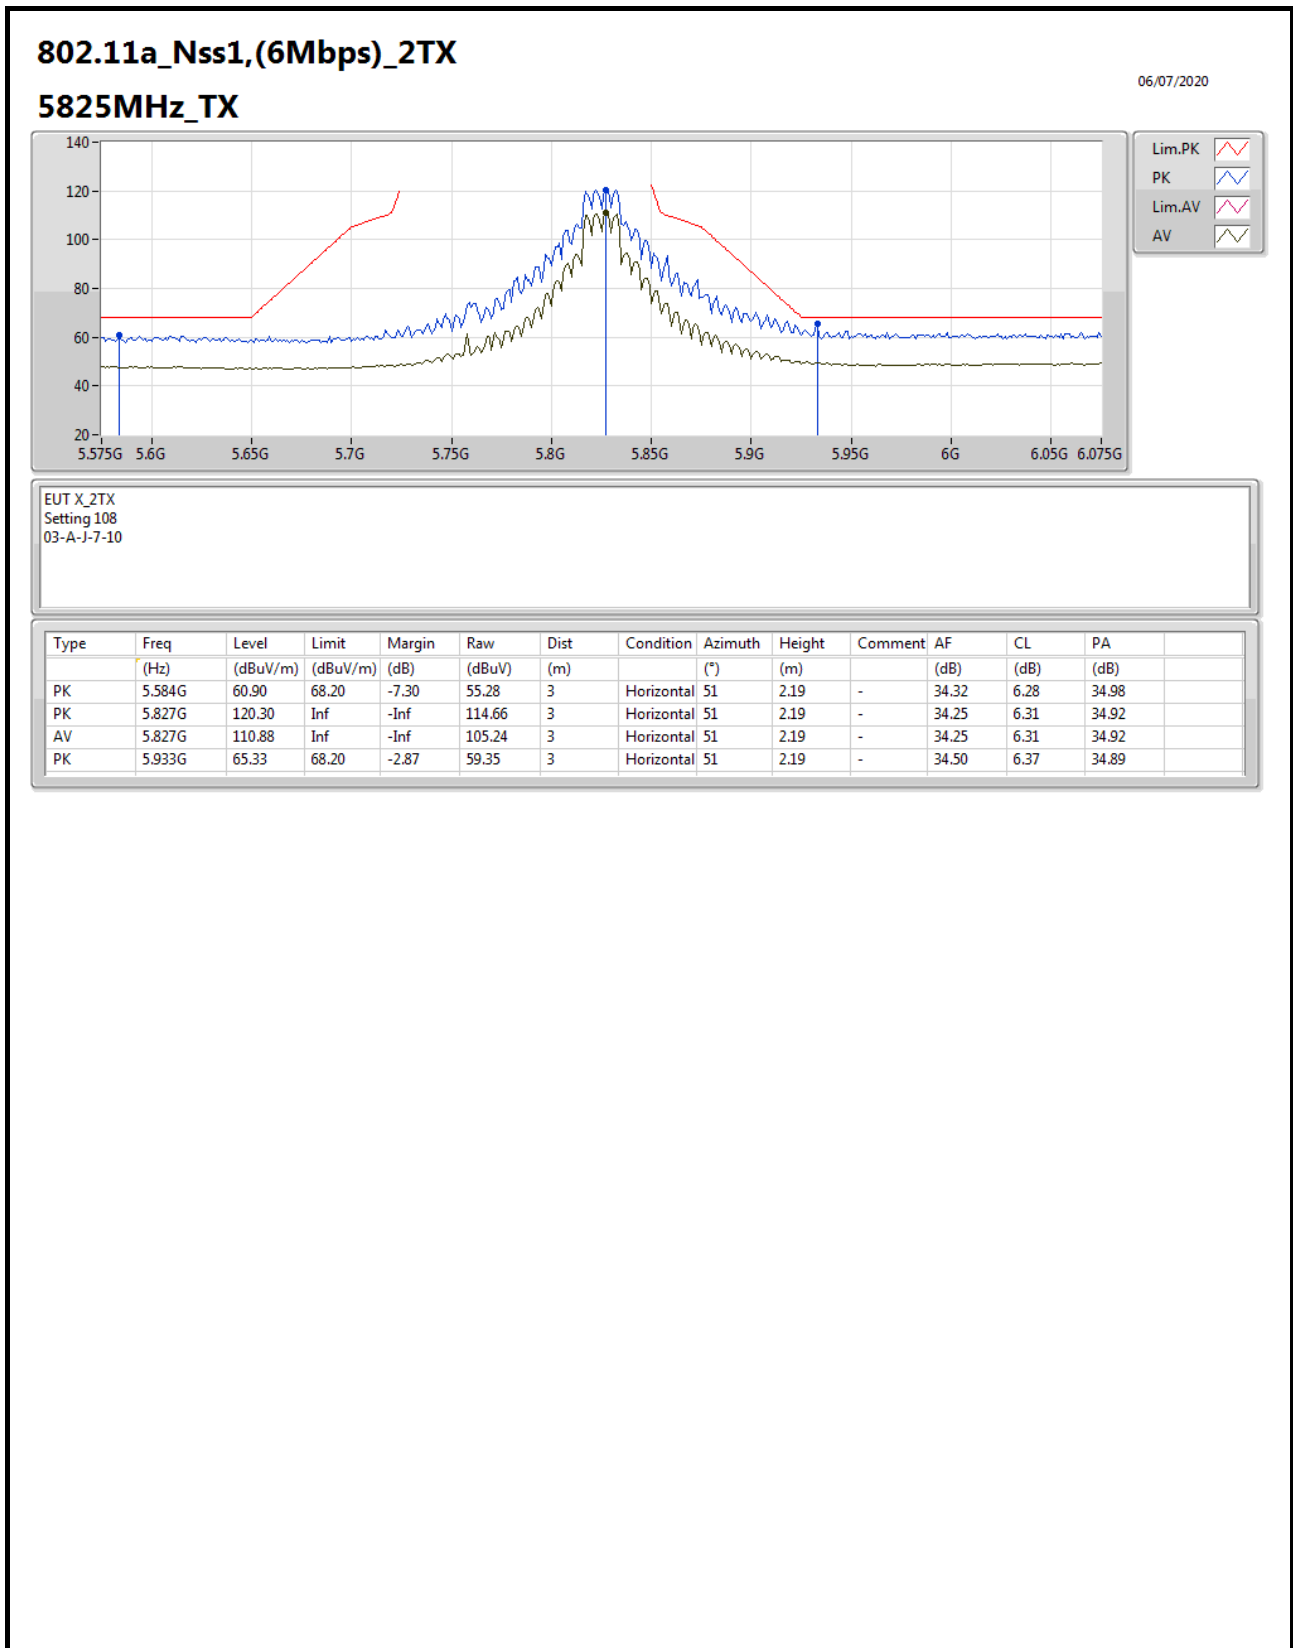 802.11a_Nss1,(6Mbps)_2TX
06/07/2020
5825MHz_TX
140
120
100
80
60
40
20
5.575G 5.6G 5.65G 5.7G 5.75G 5.8G 5.85G 5.9G 5.95G 6G 6.05G 6.075G
Lim.PK
PK
Lim.AV
AV
EUT X_2TX
Setting 108
03-A-J-7-10
Type Freq Level Limit Margin Raw Dist Condition Azimuth Height Comment AF CL PA
(Hz) (dBuV/m) (dBuV/m) (dB) (dBuV) (m) (°) (m) (dB) (dB) (dB)
PK 5.584G 60.90 68.20 -7.30 55.28 3 Horizontal 51 2.19 - 34.32 6.28 34.98
PK 5.827G 120.30 Inf -Inf 114.66 3 Horizontal 51 2.19 - 34.25 6.31 34.92
AV 5.827G 110.88 Inf -Inf 105.24 3 Horizontal 51 2.19 - 34.25 6.31 34.92
PK 5.933G 65.33 68.20 -2.87 59.35 3 Horizontal 51 2.19 - 34.50 6.37 34.89